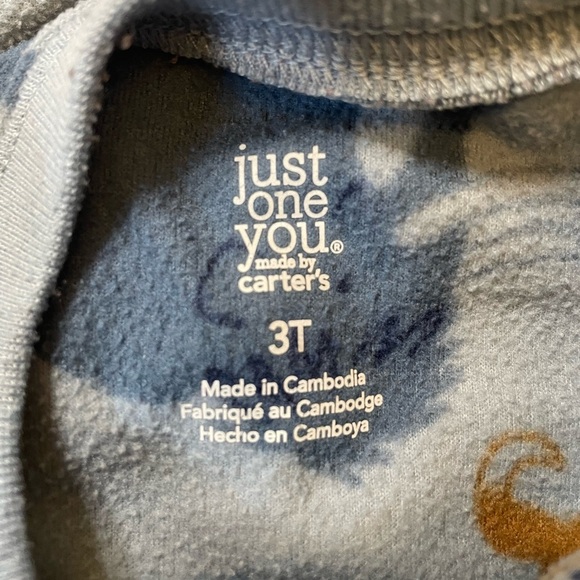 just
one
you®
made by
carter's
3T
Made in Cambodia
Fabriqué au Cambodge
Hecho en Camboya